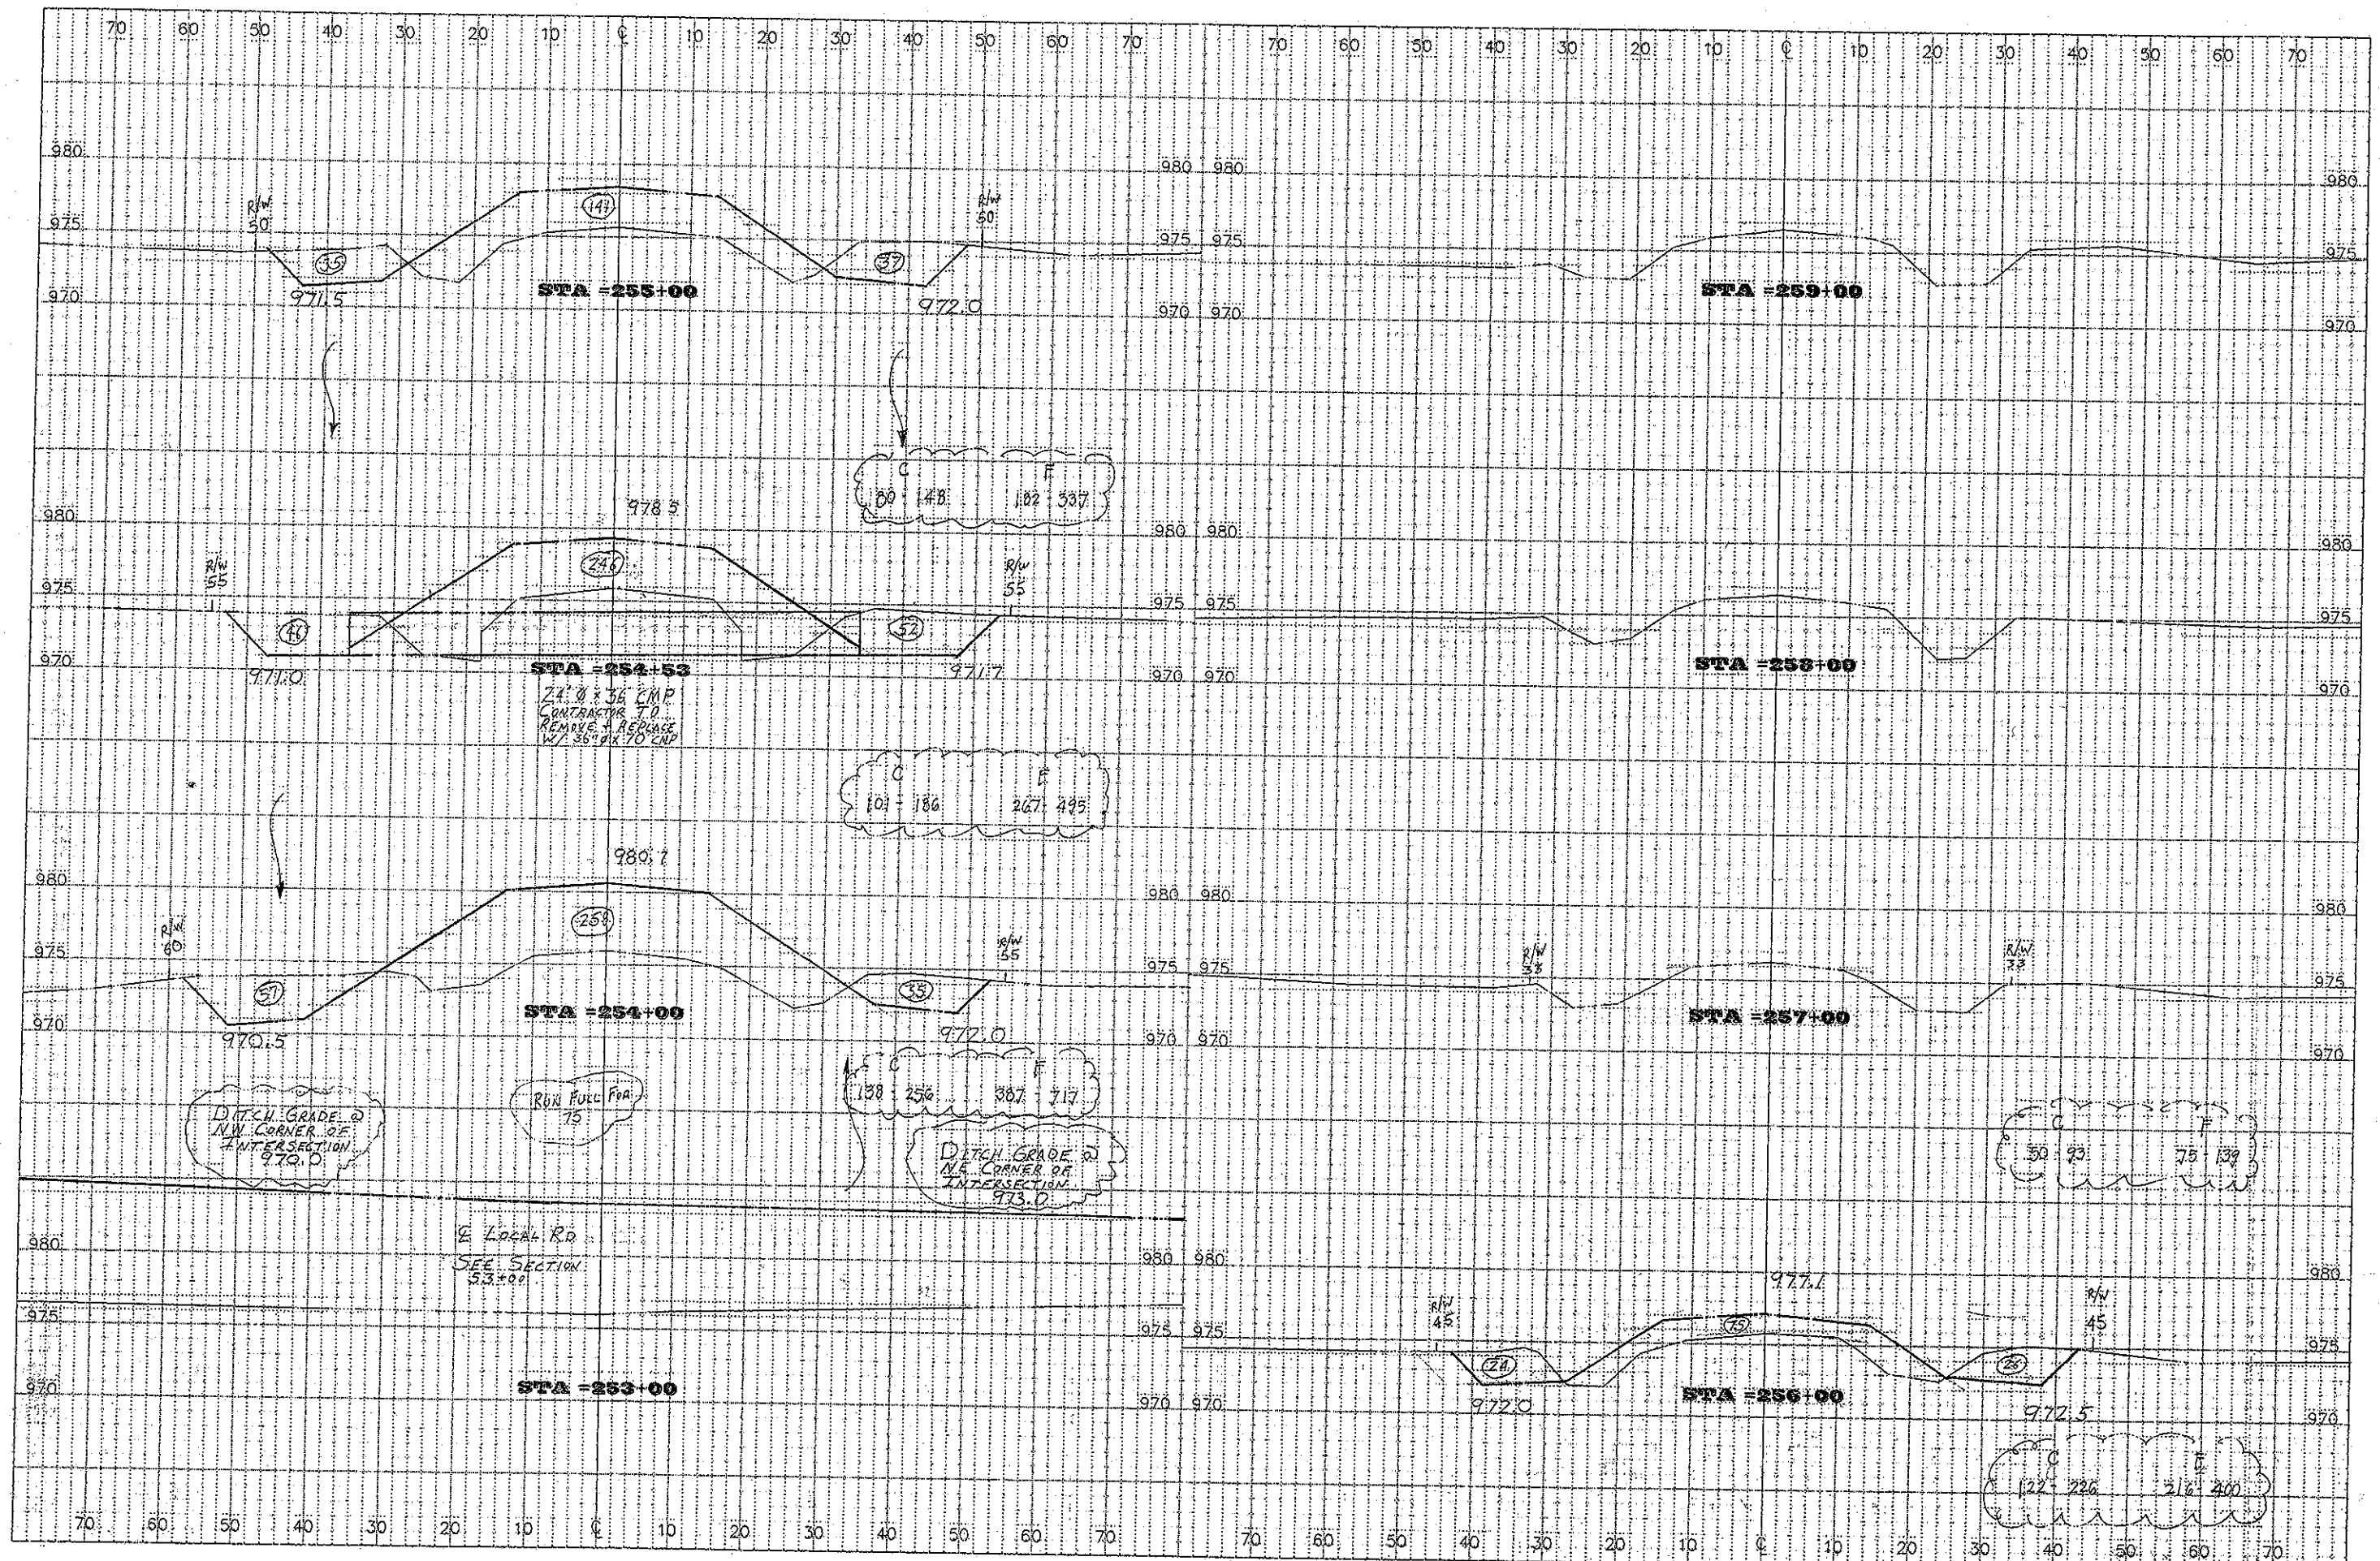 70 60 50 40 30 20 10 ℄ 10 20 30 40 50 60 70 70 60 50 40 30 20 10 ℄ 10 20 30 40 50 60 70
980 980 980 980
R/W
50
141
R/W
50
975 975 975 975
35
37
STA =255+00
STA =259+00
971.5
972.0
970 970 970 970
C F
80 - 148 182 - 337
978.5
980 980 980 980
R/W
55
246
R/W
55
975 975 975 975
46
52
STA =254+53
STA =258+00
971.0
971.7
970 970 970 970
24"Ø x 36 CMP
CONTRACTOR TO
REMOVE + REPLACE
W/ 36"Ø x 70 CMP
C F
101 - 186 267 - 495
980.1
980 980 980 980
R/W
60
258
R/W
55
R/W
33
R/W
33
975 975 975 975
57
35
STA =254+00
STA =257+00
970.5
972.0
970 970 970 970
C F
138 - 256 387 - 717
DITCH GRADE @
NW CORNER OF
INTERSECTION
970.0
RUN FULL FOR
75
DITCH GRADE @
NE CORNER OF
INTERSECTION
973.0
C F
50 - 93 75 - 139
℄ LOCAL RD
SEE SECTION
53+00
980 980 980 980
977.1
R/W
45
R/W
45
975 975 975
75
24
26
STA =253+00
STA =256+00
972.0
972.5
970 970 970 970
C F
122 - 226 216 - 400
70 60 50 40 30 20 10 ℄ 10 20 30 40 50 60 70 70 60 50 40 30 20 10 ℄ 10 20 30 40 50 60 70